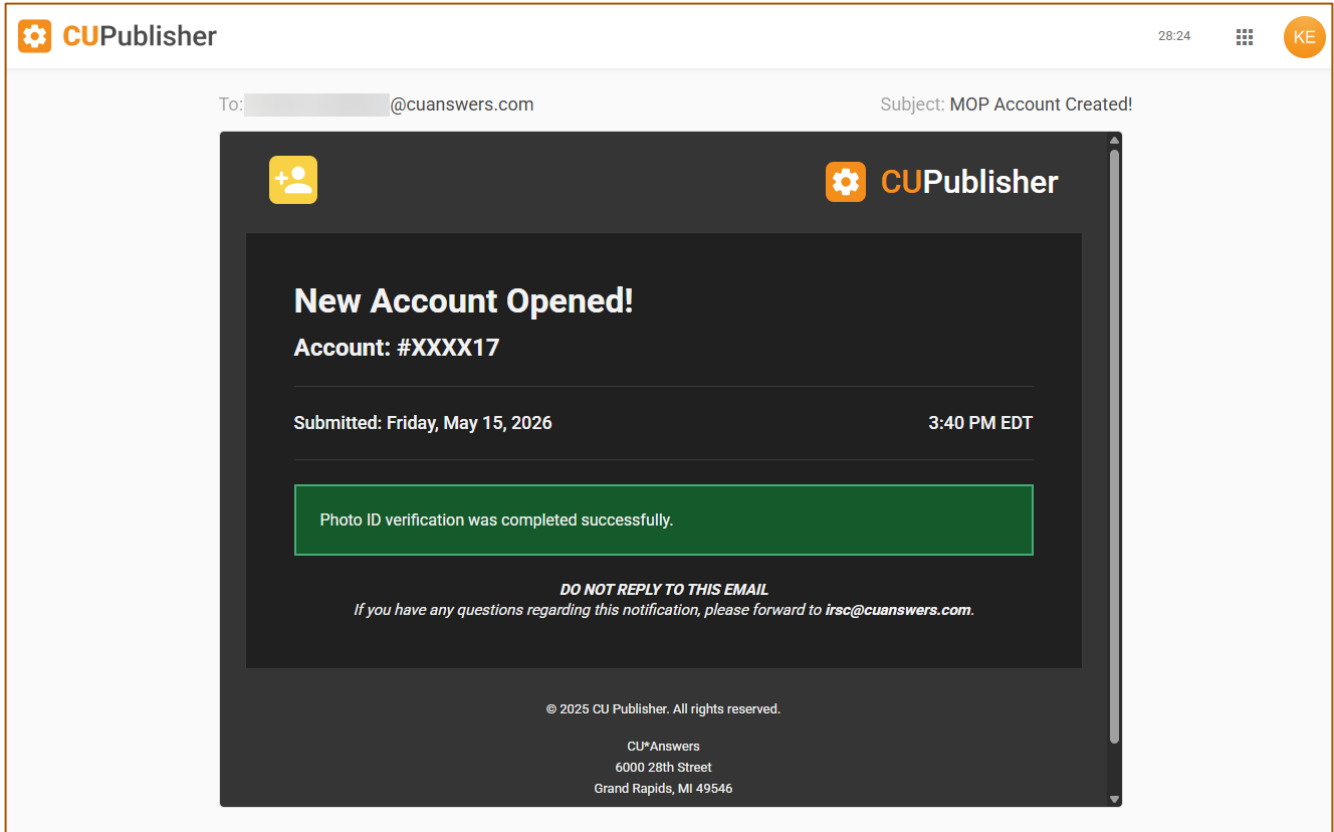 CUPublisher
28:24
KE
To: @cuanswers.com
Subject: MOP Account Created!
CUPublisher
New Account Opened!
Account: #XXXX17
Submitted: Friday, May 15, 2026
3:40 PM EDT
Photo ID verification was completed successfully.
DO NOT REPLY TO THIS EMAIL
If you have any questions regarding this notification, please forward to irsc@cuanswers.com.
© 2025 CU Publisher. All rights reserved.
CU*Answers
6000 28th Street
Grand Rapids, MI 49546